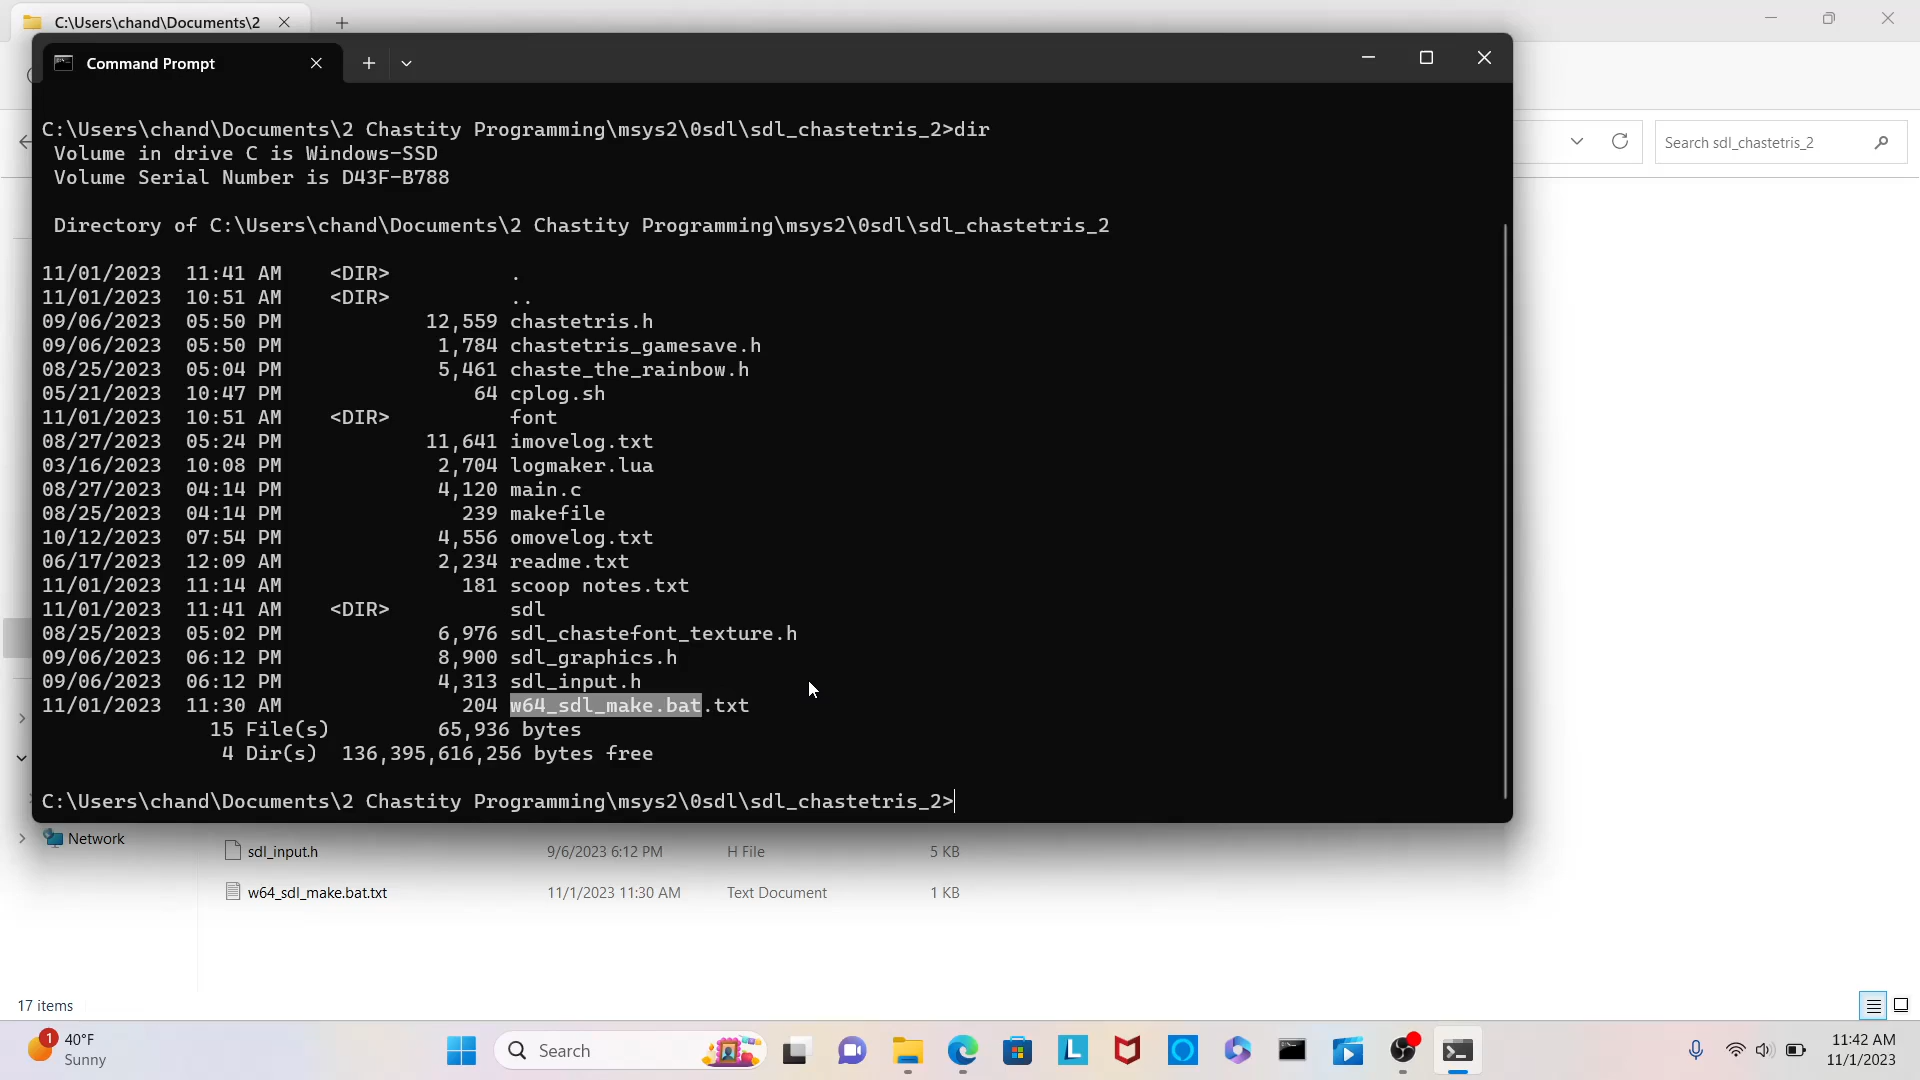 C:\Users\chand\Documents\2
Command Prompt
C:\Users\chand\Documents\2 Chastity Programming\msys2\0sdl\sdl_chastetris_2>dir
Volume in drive C is Windows-SSD
Volume Serial Number is D43F-B788
Directory of C:\Users\chand\Documents\2 Chastity Programming\msys2\0sdl\sdl_chastetris_2
11/01/2023 11:41 AM <DIR> .
11/01/2023 10:51 AM <DIR> ..
09/06/2023 05:50 PM 12,559 chastetris.h
09/06/2023 05:50 PM 1,784 chastetris_gamesave.h
08/25/2023 05:04 PM 5,461 chaste_the_rainbow.h
05/21/2023 10:47 PM 64 cplog.sh
11/01/2023 10:51 AM <DIR> font
08/27/2023 05:24 PM 11,641 imovelog.txt
03/16/2023 10:08 PM 2,704 logmaker.lua
08/27/2023 04:14 PM 4,120 main.c
08/25/2023 04:14 PM 239 makefile
10/12/2023 07:54 PM 4,556 omovelog.txt
06/17/2023 12:09 AM 2,234 readme.txt
11/01/2023 11:14 AM 181 scoop notes.txt
11/01/2023 11:41 AM <DIR> sdl
08/25/2023 05:02 PM 6,976 sdl_chastefont_texture.h
09/06/2023 06:12 PM 8,900 sdl_graphics.h
09/06/2023 06:12 PM 4,313 sdl_input.h
11/01/2023 11:30 AM 204 w64_sdl_make.bat.txt
15 File(s) 65,936 bytes
4 Dir(s) 136,395,616,256 bytes free
C:\Users\chand\Documents\2 Chastity Programming\msys2\0sdl\sdl_chastetris_2>
Search sdl_chastetris_2
Network
sdl_input.h 9/6/2023 6:12 PM H File 5 KB
w64_sdl_make.bat.txt 11/1/2023 11:30 AM Text Document 1 KB
17 items
1
40°F
Sunny
Search
L
11:42 AM
11/1/2023